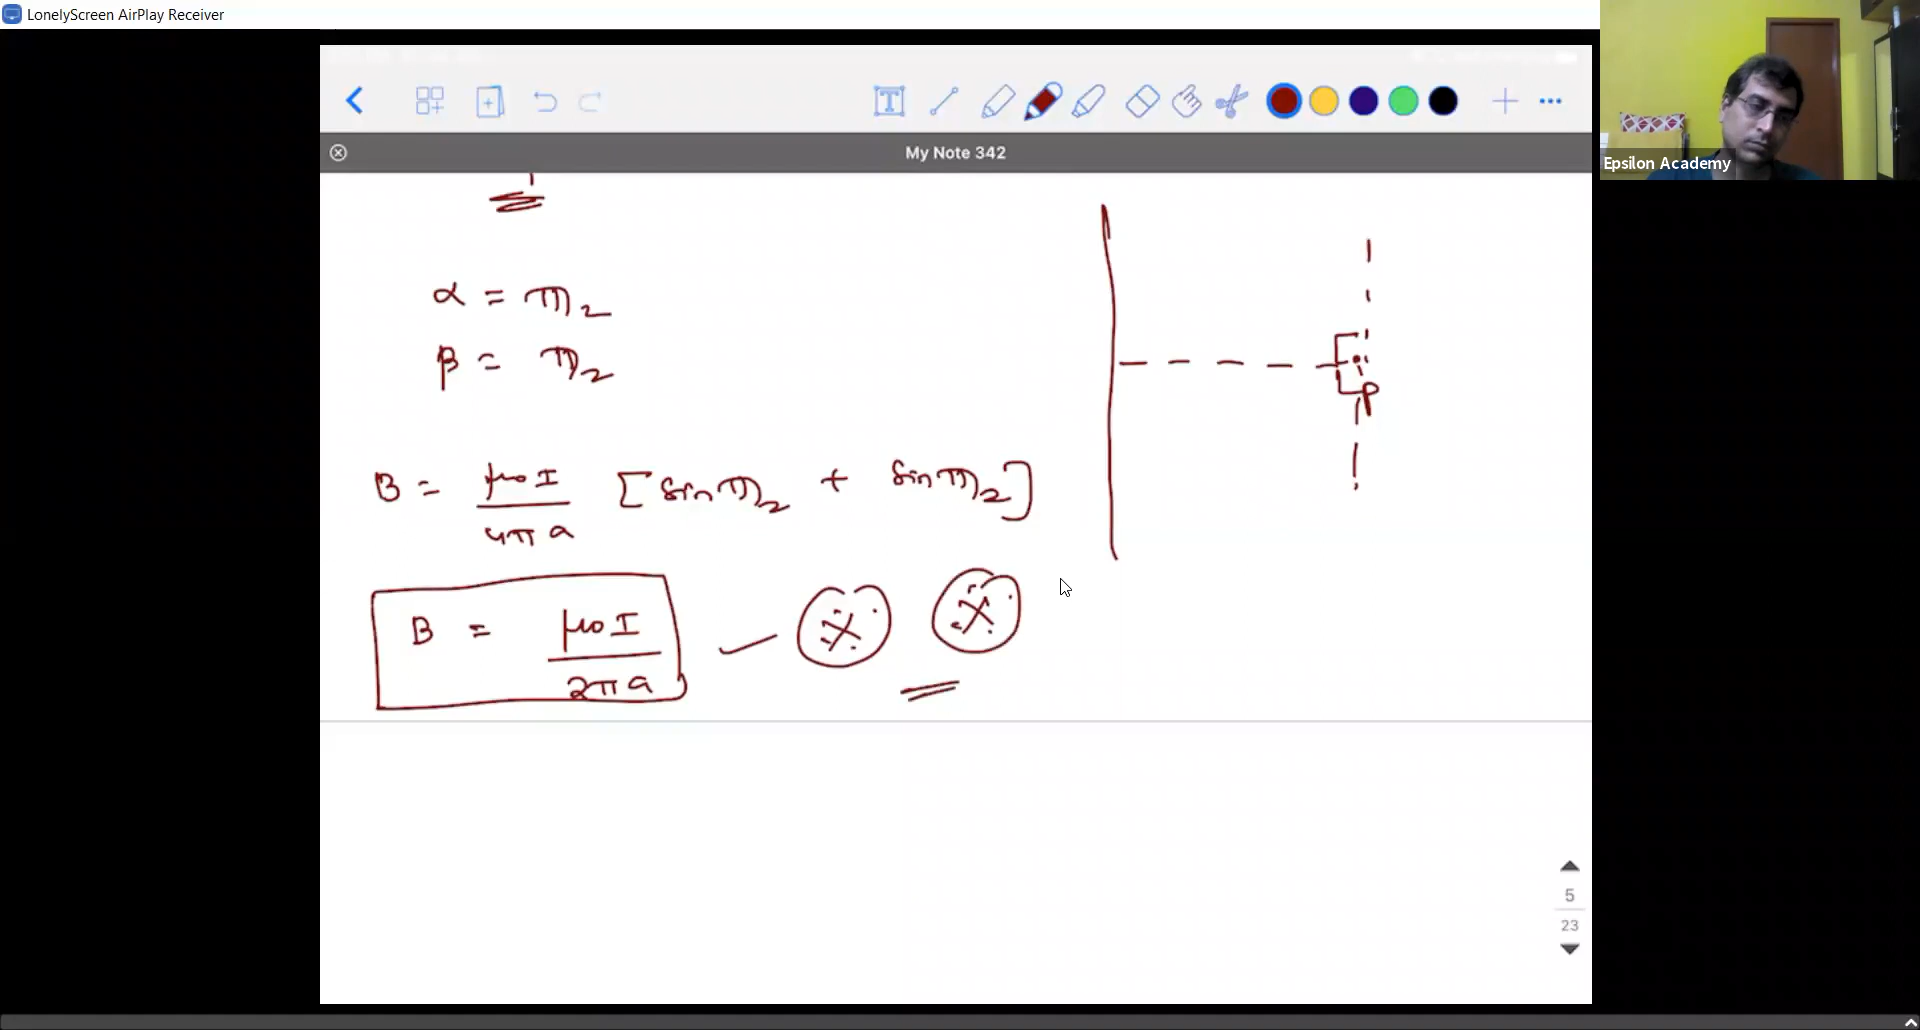 LonelyScreen AirPlay Receiver
T
My Note 342
Epsilon Academy
α = π/2
β = π/2
P
B = μ₀I / 4πa [sin π/2 + sin π/2]
B = μ₀I / 2πa
5
23